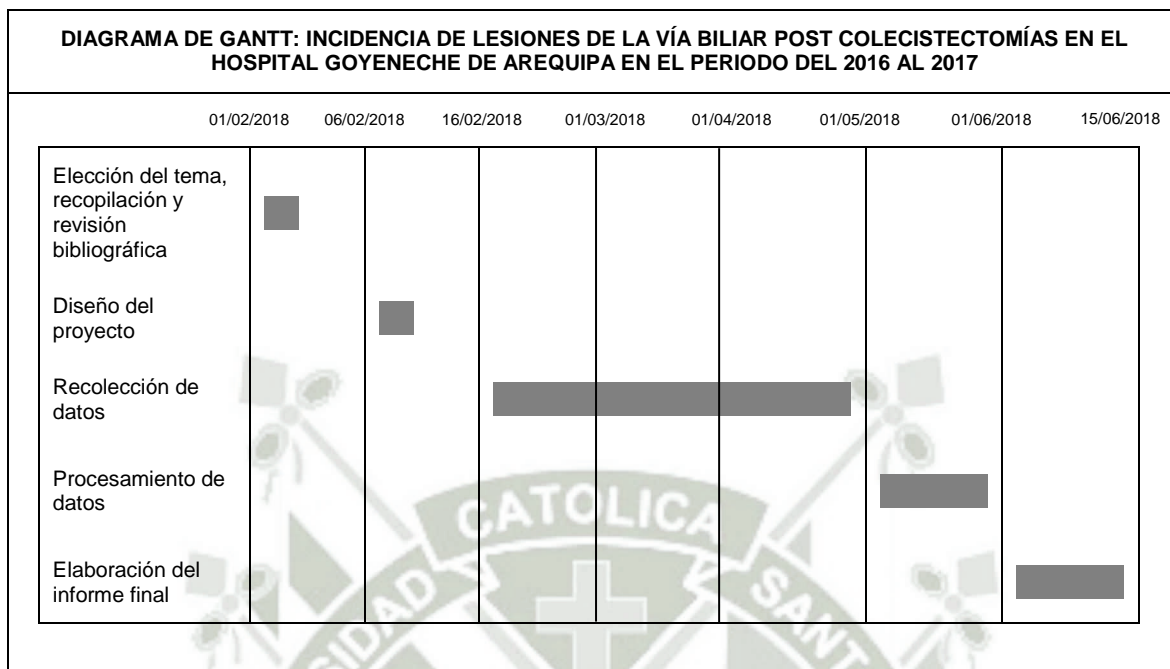 DIAGRAMA DE GANTT: INCIDENCIA DE LESIONES DE LA VÍA BILIAR POST COLECISTECTOMÍAS EN EL
HOSPITAL GOYENECHE DE AREQUIPA EN EL PERIODO DEL 2016 AL 2017
01/02/2018 06/02/2018 16/02/2018 01/03/2018 01/04/2018 01/05/2018 01/06/2018 15/06/2018
Elección del tema,
recopilación y
revisión
bibliográfica
Diseño del
proyecto
Recolección de
datos
Procesamiento de
datos
Elaboración del
informe final
CATOLICA
SIDAD
SANT